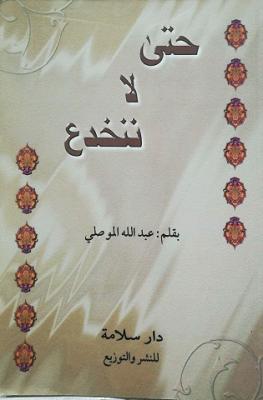 حتى
لا
ننخدع
بقلم: عبد الله الموصلي
دار سلامة
للنشر والتوزيع